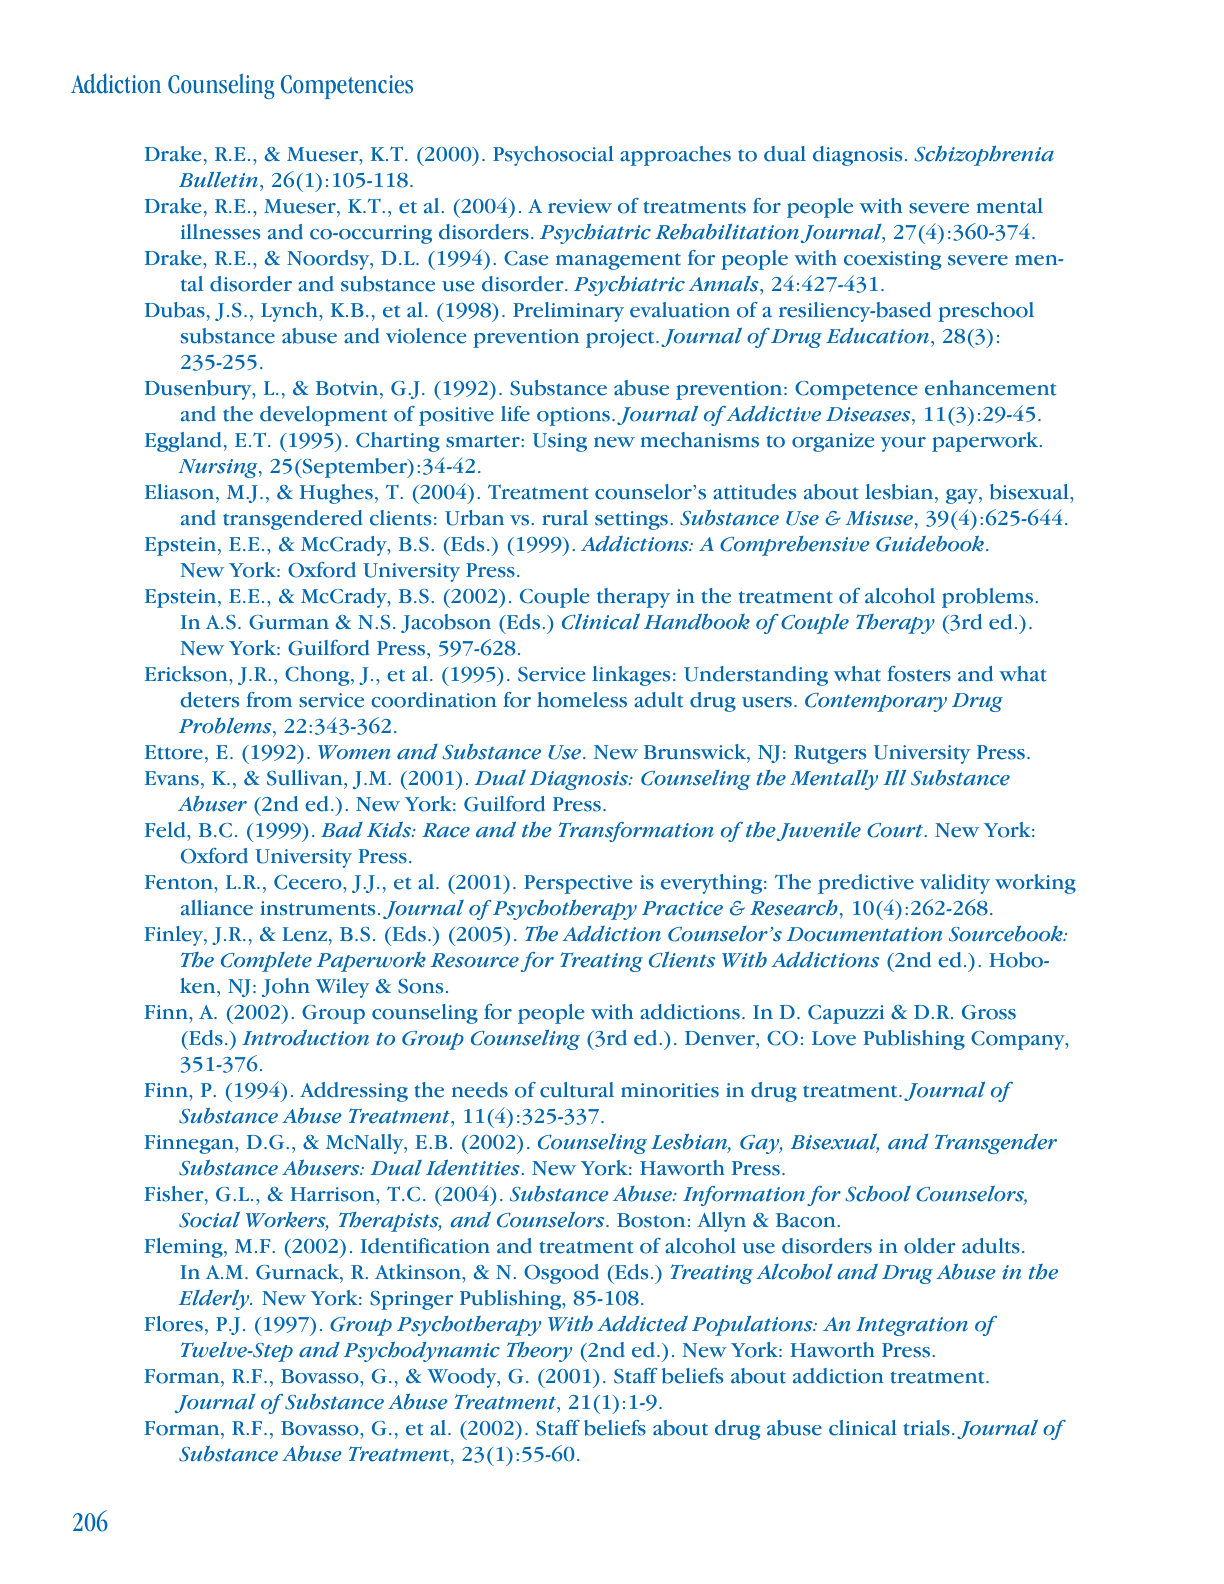 Addiction Counseling Competencies
Drake, R.E., & Mueser, K.T. (2000). Psychosocial approaches to dual diagnosis. Schizophrenia
Bulletin, 26(1):105-118.
Drake, R.E., Mueser, K.T., et al. (2004). A review of treatments for people with severe mental
illnesses and co-occurring disorders. Psychiatric Rehabilitation Journal, 27(4):360-374.
Drake, R.E., & Noordsy, D.L. (1994). Case management for people with coexisting severe men-
tal disorder and substance use disorder. Psychiatric Annals, 24:427-431.
Dubas, J.S., Lynch, K.B., et al. (1998). Preliminary evaluation of a resiliency-based preschool
substance abuse and violence prevention project. Journal of Drug Education, 28(3):
235-255.
Dusenbury, L., & Botvin, G.J. (1992). Substance abuse prevention: Competence enhancement
and the development of positive life options. Journal of Addictive Diseases, 11(3):29-45.
Eggland, E.T. (1995). Charting smarter: Using new mechanisms to organize your paperwork.
Nursing, 25(September):34-42.
Eliason, M.J., & Hughes, T. (2004). Treatment counselor's attitudes about lesbian, gay, bisexual,
and transgendered clients: Urban vs. rural settings. Substance Use & Misuse, 39(4):625-644.
Epstein, E.E., & McCrady, B.S. (Eds.) (1999). Addictions: A Comprehensive Guidebook.
New York: Oxford University Press.
Epstein, E.E., & McCrady, B.S. (2002). Couple therapy in the treatment of alcohol problems.
In A.S. Gurman & N.S. Jacobson (Eds.) Clinical Handbook of Couple Therapy (3rd ed.).
New York: Guilford Press, 597-628.
Erickson, J.R., Chong, J., et al. (1995). Service linkages: Understanding what fosters and what
deters from service coordination for homeless adult drug users. Contemporary Drug
Problems, 22:343-362.
Ettore, E. (1992). Women and Substance Use. New Brunswick, NJ: Rutgers University Press.
Evans, K., & Sullivan, J.M. (2001). Dual Diagnosis: Counseling the Mentally Ill Substance
Abuser (2nd ed.). New York: Guilford Press.
Feld, B.C. (1999). Bad Kids: Race and the Transformation of the Juvenile Court. New York:
Oxford University Press.
Fenton, L.R., Cecero, J.J., et al. (2001). Perspective is everything: The predictive validity working
alliance instruments. Journal of Psychotherapy Practice & Research, 10(4):262-268.
Finley, J.R., & Lenz, B.S. (Eds.) (2005). The Addiction Counselor's Documentation Sourcebook:
The Complete Paperwork Resource for Treating Clients With Addictions (2nd ed.). Hobo-
ken, NJ: John Wiley & Sons.
Finn, A. (2002). Group counseling for people with addictions. In D. Capuzzi & D.R. Gross
(Eds.) Introduction to Group Counseling (3rd ed.). Denver, CO: Love Publishing Company,
351-376.
Finn, P. (1994). Addressing the needs of cultural minorities in drug treatment. Journal of
Substance Abuse Treatment, 11(4):325-337.
Finnegan, D.G., & McNally, E.B. (2002). Counseling Lesbian, Gay, Bisexual, and Transgender
Substance Abusers: Dual Identities. New York: Haworth Press.
Fisher, G.L., & Harrison, T.C. (2004). Substance Abuse: Information for School Counselors,
Social Workers, Therapists, and Counselors. Boston: Allyn & Bacon.
Fleming, M.F. (2002). Identification and treatment of alcohol use disorders in older adults.
In A.M. Gurnack, R. Atkinson, & N. Osgood (Eds.) Treating Alcohol and Drug Abuse in the
Elderly. New York: Springer Publishing, 85-108.
Flores, P.J. (1997). Group Psychotherapy With Addicted Populations: An Integration of
Twelve-Step and Psychodynamic Theory (2nd ed.). New York: Haworth Press.
Forman, R.F., Bovasso, G., & Woody, G. (2001). Staff beliefs about addiction treatment.
Journal of Substance Abuse Treatment, 21(1):1-9.
Forman, R.F., Bovasso, G., et al. (2002). Staff beliefs about drug abuse clinical trials. Journal of
Substance Abuse Treatment, 23(1):55-60.
206